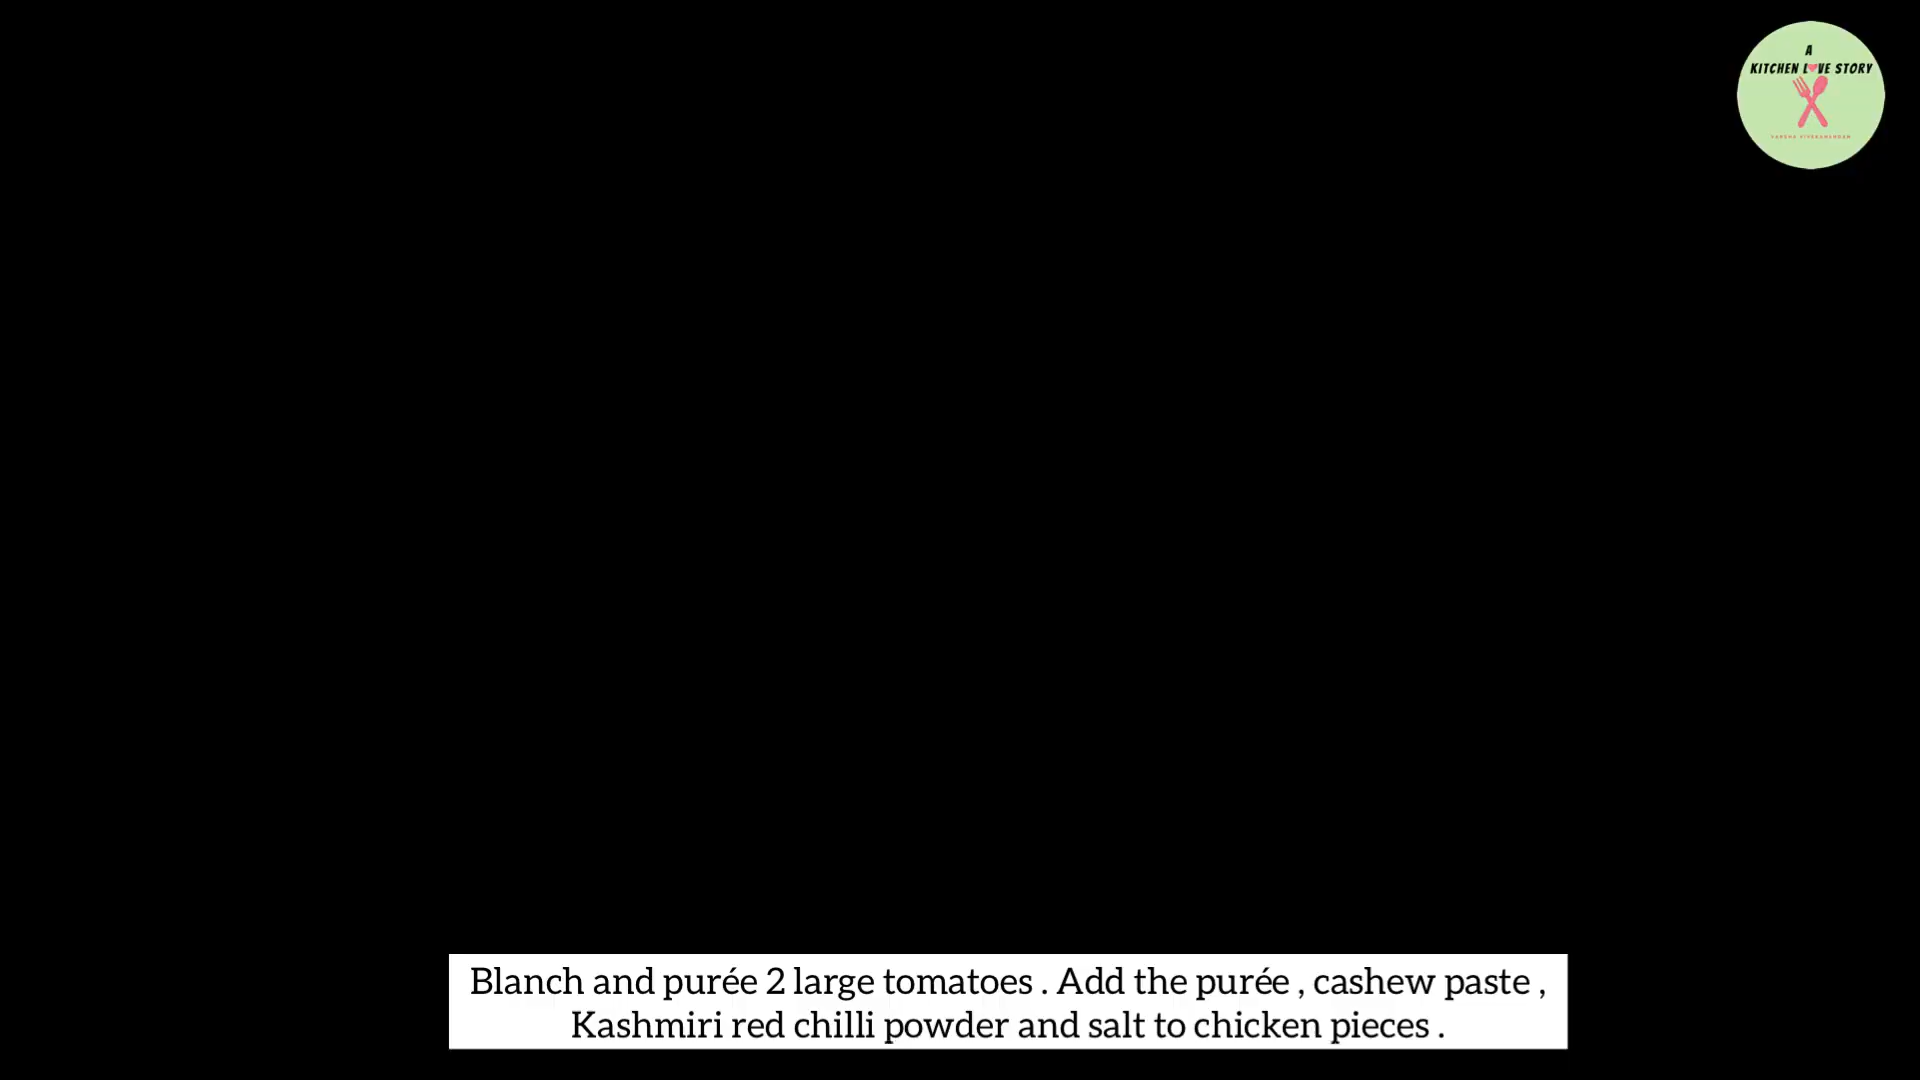 A
KITCHEN LOVE STORY
Blanch and purée 2 large tomatoes . Add the purée , cashew paste ,
Kashmiri red chilli powder and salt to chicken pieces .